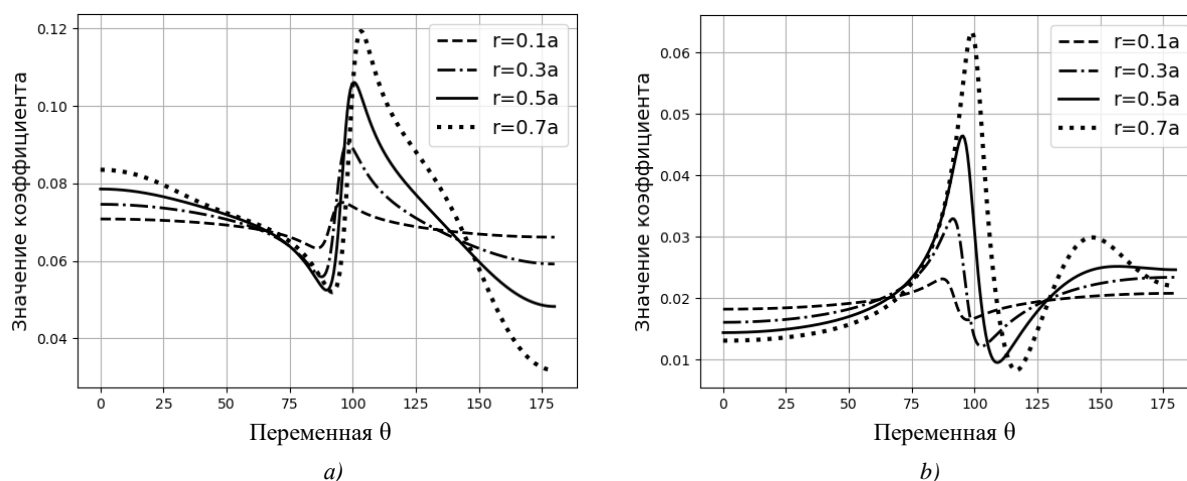 0.12
0.10
0.08
0.06
0.04
Значение коэффициента
r=0.1a
r=0.3a
r=0.5a
r=0.7a
0 25 50 75 100 125 150 175
Переменная θ
a)
0.06
0.05
0.04
0.03
0.02
0.01
Значение коэффициента
r=0.1a
r=0.3a
r=0.5a
r=0.7a
0 25 50 75 100 125 150 175
Переменная θ
b)